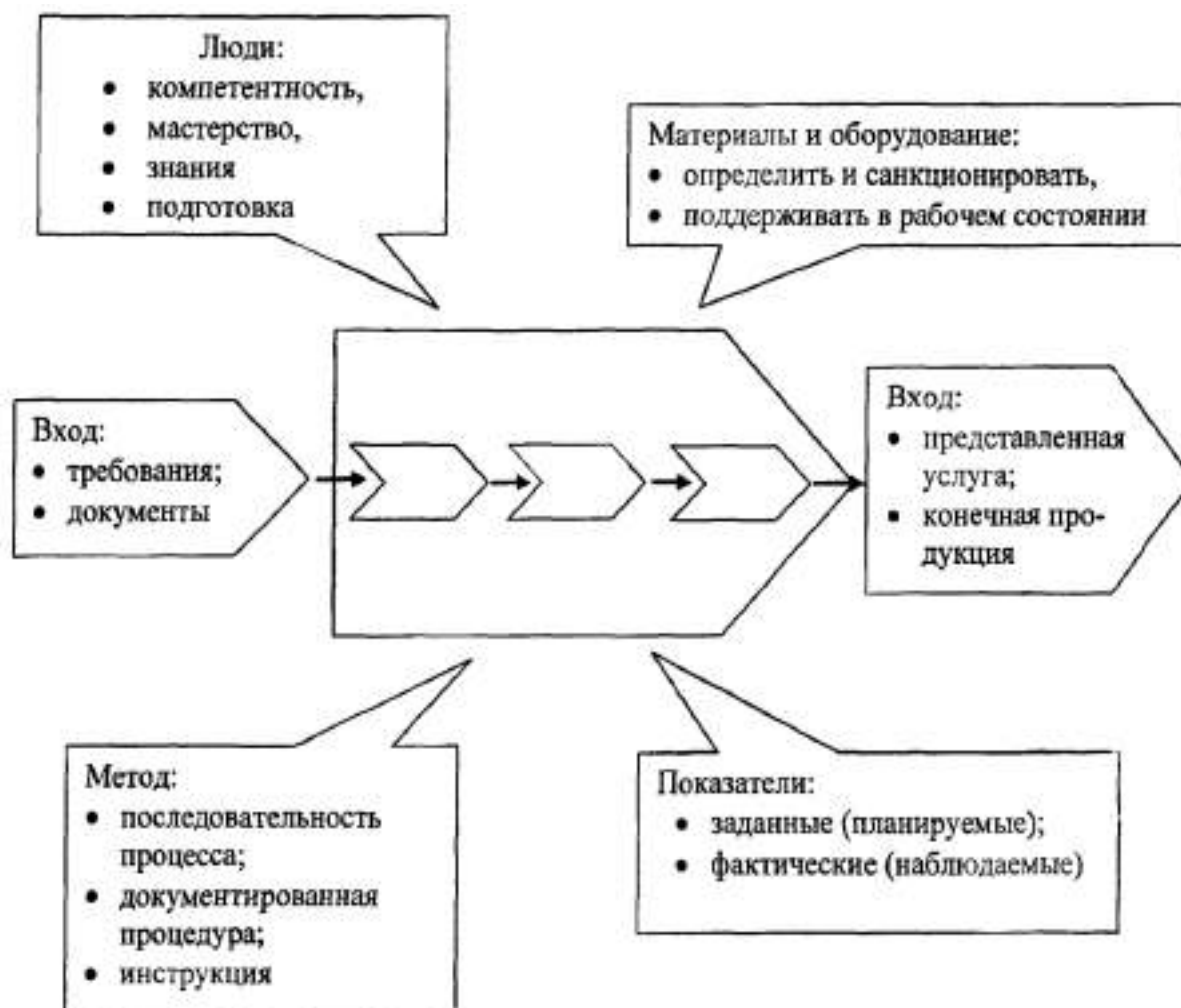 Люди:
• компетентность,
• мастерство,
• знания
• подготовка
Материалы и оборудование:
• определить и санкционировать,
• поддерживать в рабочем состоянии
Вход:
• требования;
• документы
Вход:
• представленная
услуга;
• конечная про-
дукция
Метод:
• последовательность
процесса;
• документированная
процедура;
• инструкция
Показатели:
• заданные (планируемые);
• фактические (наблюдаемые)